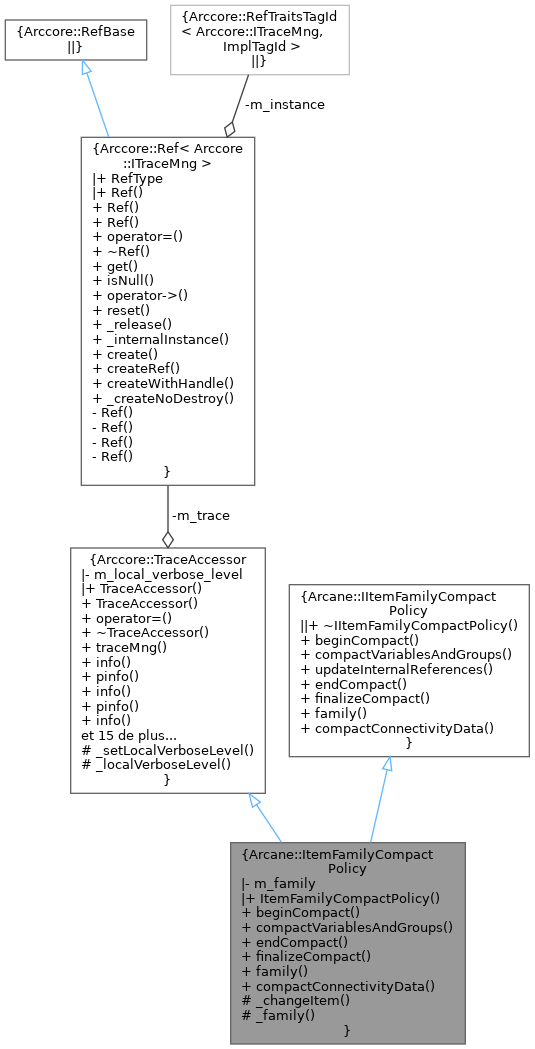 {Arccore::RefBase
||}
{Arccore::RefTraitsTagId
< Arccore::ITraceMng,
ImplTagId >
||}
-m_instance
{Arccore::Ref< Arccore
::ITraceMng >
|+ RefType
|+ Ref()
+ Ref()
+ Ref()
+ operator=()
+ ~Ref()
+ get()
+ isNull()
+ operator->()
+ reset()
+ _release()
+ _internalInstance()
+ create()
+ createRef()
+ createWithHandle()
+ _createNoDestroy()
- Ref()
- Ref()
- Ref()
- Ref()
}
-m_trace
{Arccore::TraceAccessor
|- m_local_verbose_level
|+ TraceAccessor()
+ TraceAccessor()
+ operator=()
+ ~TraceAccessor()
+ traceMng()
+ info()
+ pinfo()
+ info()
+ pinfo()
+ info()
et 15 de plus...
# _setLocalVerboseLevel()
# _localVerboseLevel()
}
{Arcane::IItemFamilyCompact
Policy
||+ ~IItemFamilyCompactPolicy()
+ beginCompact()
+ compactVariablesAndGroups()
+ updateInternalReferences()
+ endCompact()
+ finalizeCompact()
+ family()
+ compactConnectivityData()
}
{Arcane::ItemFamilyCompact
Policy
|- m_family
|+ ItemFamilyCompactPolicy()
+ beginCompact()
+ compactVariablesAndGroups()
+ endCompact()
+ finalizeCompact()
+ family()
+ compactConnectivityData()
# _changeItem()
# _family()
}